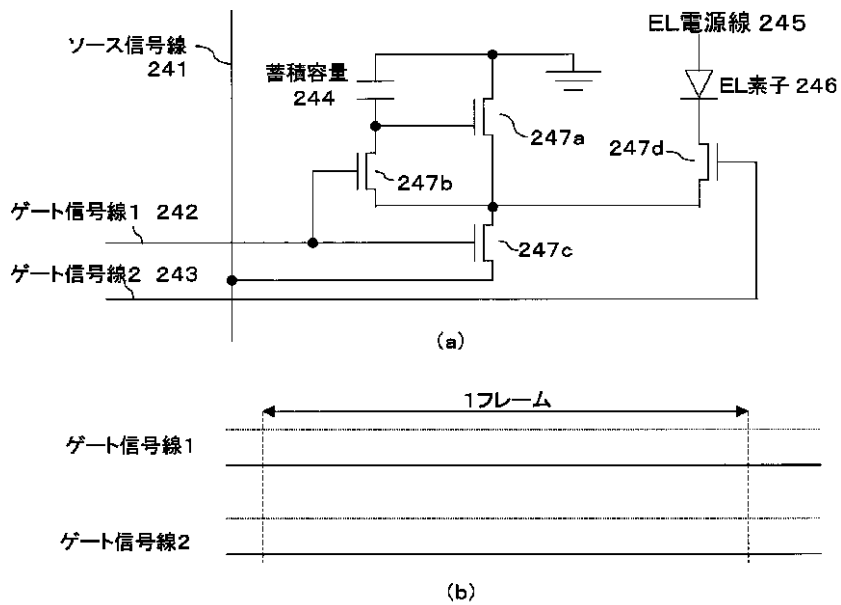 ソース信号線
241
EL電源線 245
蓄積容量
244
EL素子 246
247a
247d
247b
ゲート信号線1 242
247c
ゲート信号線2 243
(a)
1フレーム
ゲート信号線1
ゲート信号線2
(b)